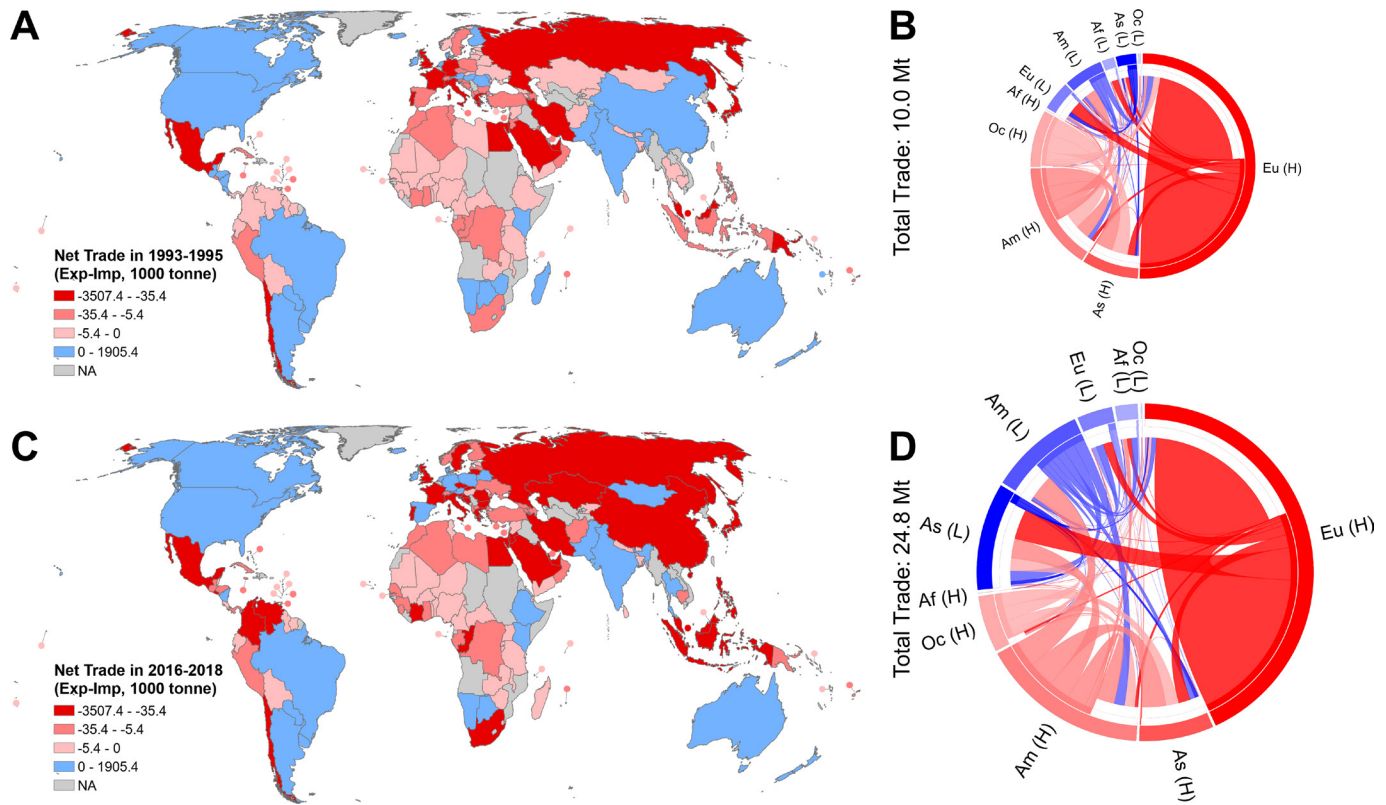 A
Net Trade in 1993-1995
(Exp-Imp, 1000 tonne)
-3507.4 - -35.4
-35.4 - -5.4
-5.4 - 0
0 - 1905.4
NA
B
Total Trade: 10.0 Mt
Oc (L)
As (L)
Af (L)
Am (L)
Eu (L)
Af (H)
Oc (H)
Am (H)
As (H)
Eu (H)
C
Net Trade in 2016-2018
(Exp-Imp, 1000 tonne)
-3507.4 - -35.4
-35.4 - -5.4
-5.4 - 0
0 - 1905.4
NA
D
Total Trade: 24.8 Mt
Oc (L)
Af (L)
Eu (L)
Am (L)
As (L)
Af (H)
Oc (H)
Am (H)
As (H)
Eu (H)